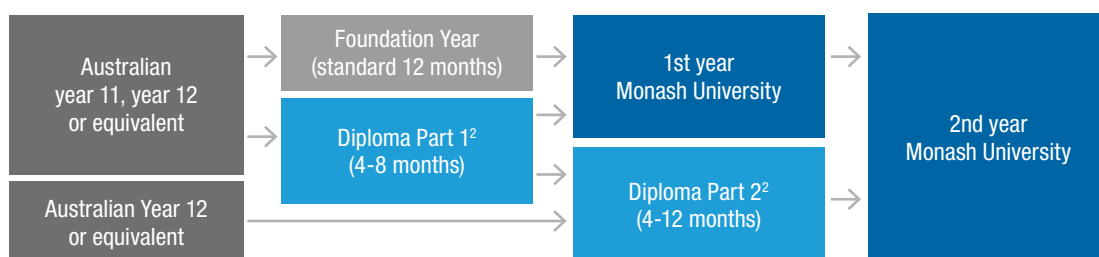 Australian
year 11, year 12
or equivalent
Foundation Year
(standard 12 months)
1st year
Monash University
2nd year
Monash University
Diploma Part 1²
(4-8 months)
Australian Year 12
or equivalent
Diploma Part 2²
(4-12 months)